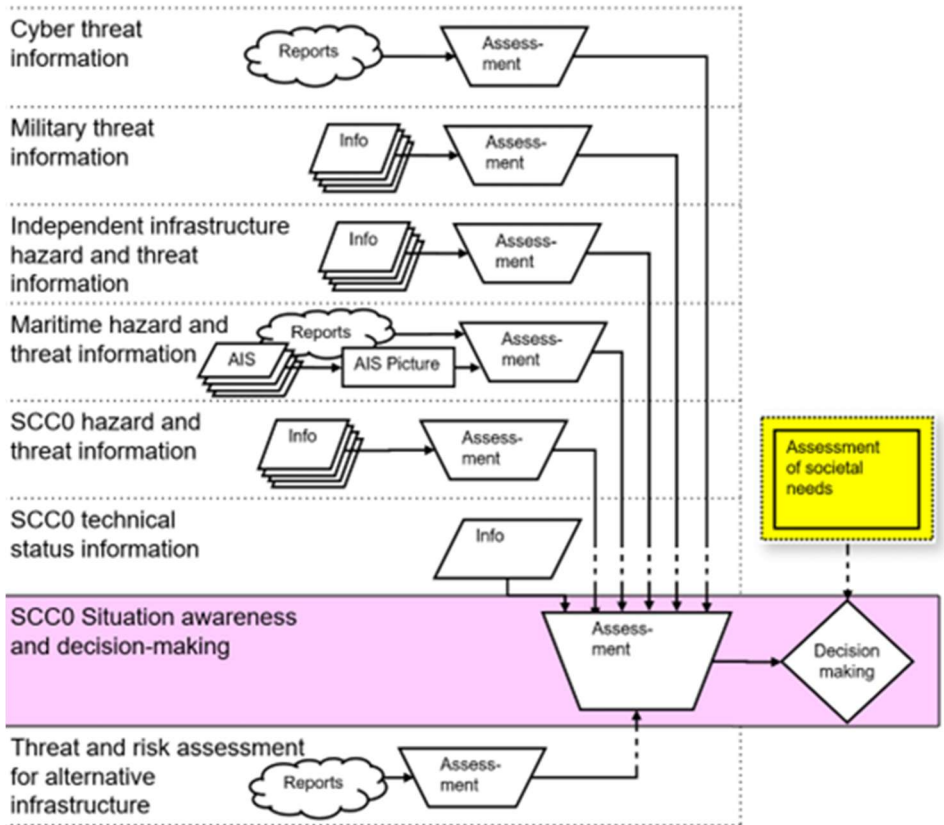 Cyber threat
information
Reports
Assess-
ment
Military threat
information
Info
Assess-
ment
Independent infrastructure
hazard and threat
information
Info
Assess-
ment
Maritime hazard and
threat information
Reports
AIS
AIS Picture
Assess-
ment
SCC0 hazard and
threat information
Info
Assess-
ment
SCC0 technical
status information
Info
Assessment
of societal
needs
SCC0 Situation awareness
and decision-making
Assess-
ment
Decision
making
Threat and risk assessment
for alternative
infrastructure
Reports
Assess-
ment